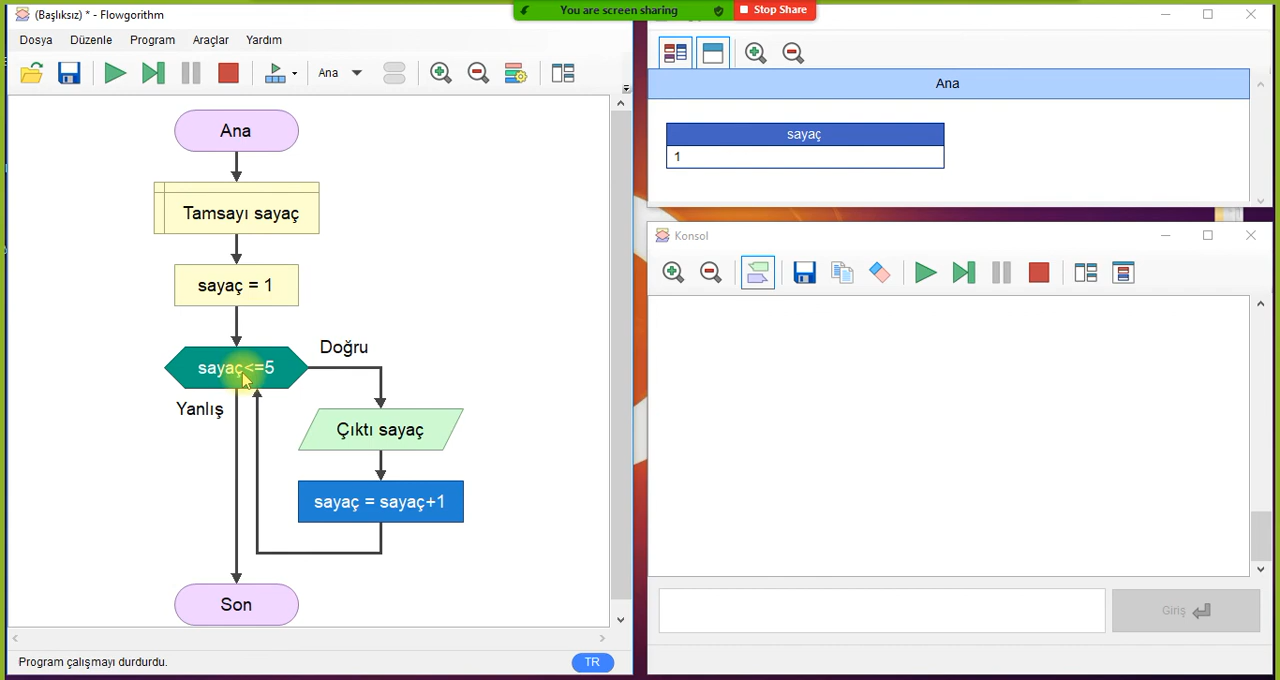 You are screen sharing
Stop Share
(Başlıksız) * - Flowgorithm
Dosya Düzenle Program Araçlar Yardım
Ana
Ana
Tamsayı sayaç
sayaç = 1
sayaç<=5
Doğru
Yanlış
Çıktı sayaç
sayaç = sayaç+1
Son
Program çalışmayı durdurdu.
TR
Ana
sayaç
1
Konsol
Giriş